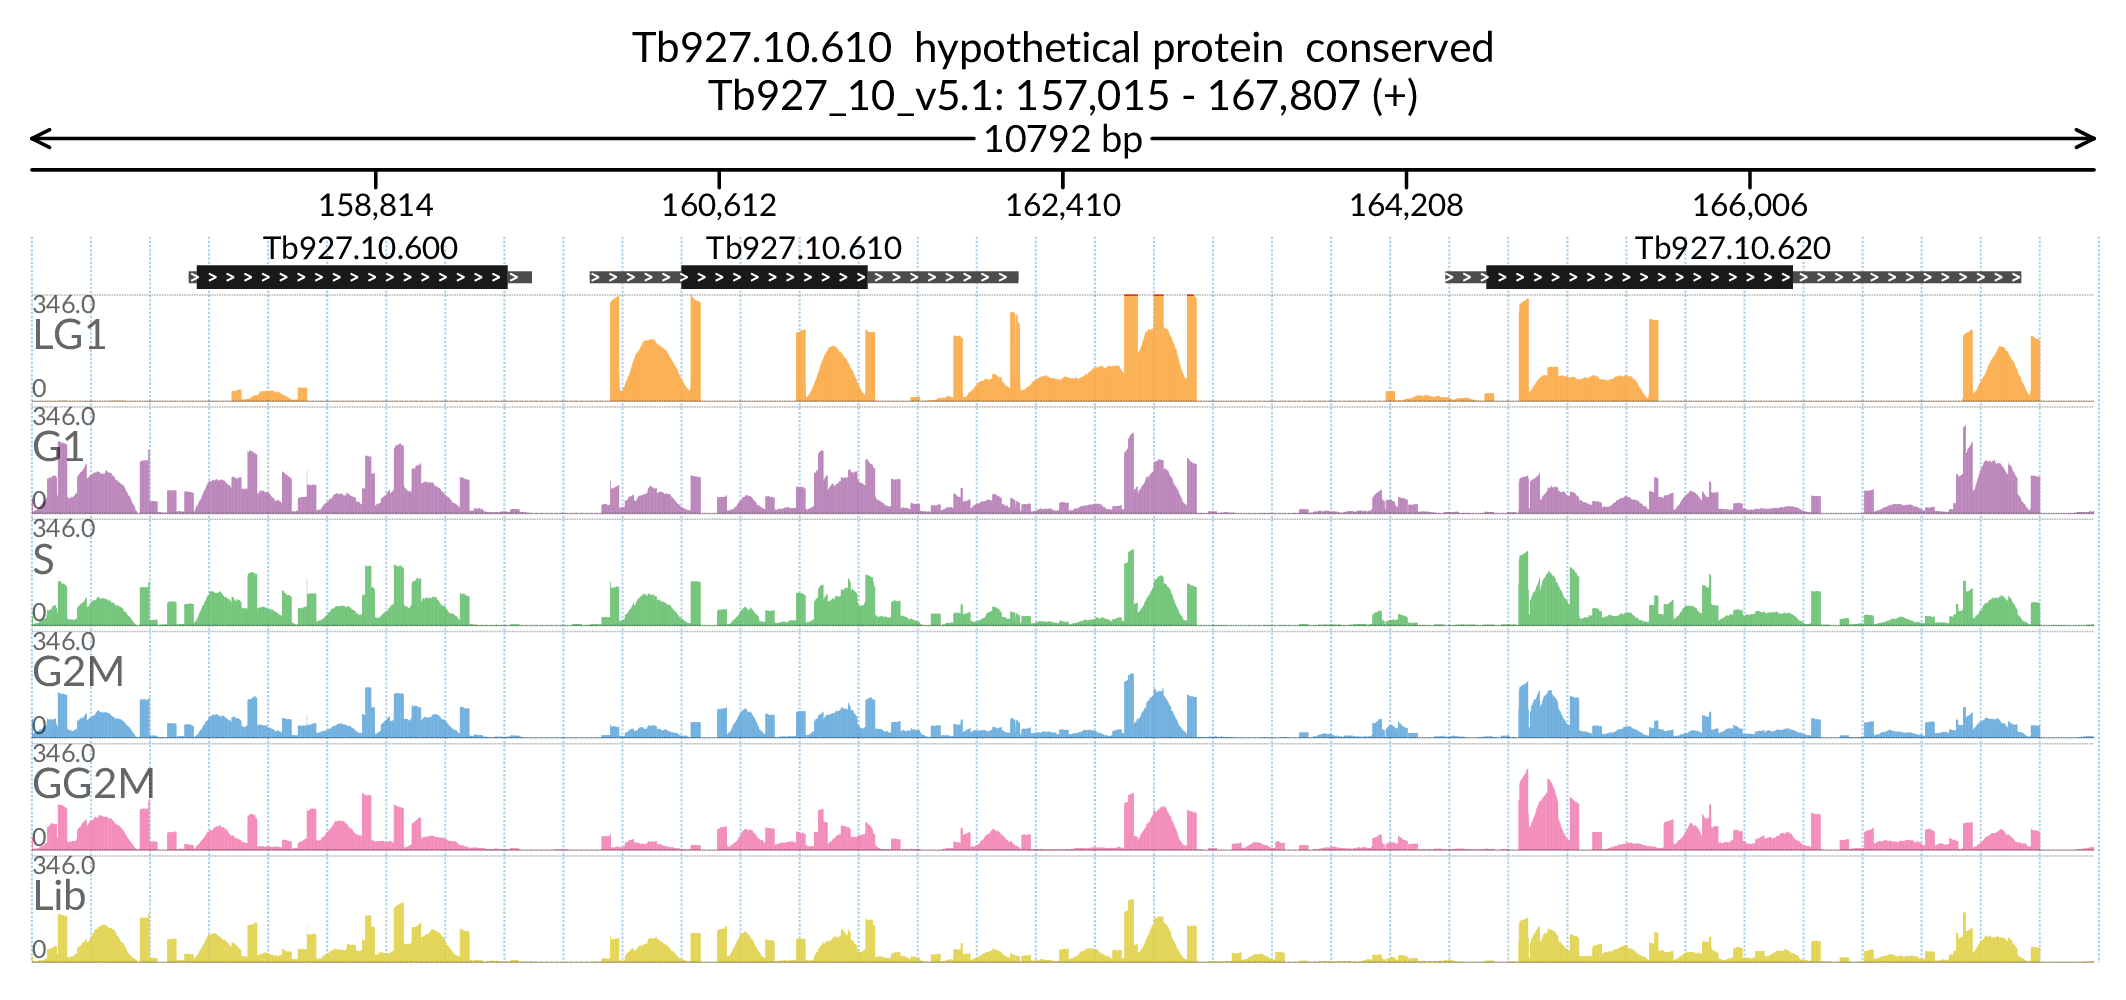 Tb927.10.610  hypothetical protein  conserved
Tb927_10_v5.1: 157,015 - 167,807 (+)
10792 bp
158,814 160,612 162,410 164,208 166,006
Tb927.10.600 Tb927.10.610 Tb927.10.620
346.0
LG1
0
346.0
G1
0
346.0
S
0
346.0
G2M
0
346.0
GG2M
0
346.0
Lib
0